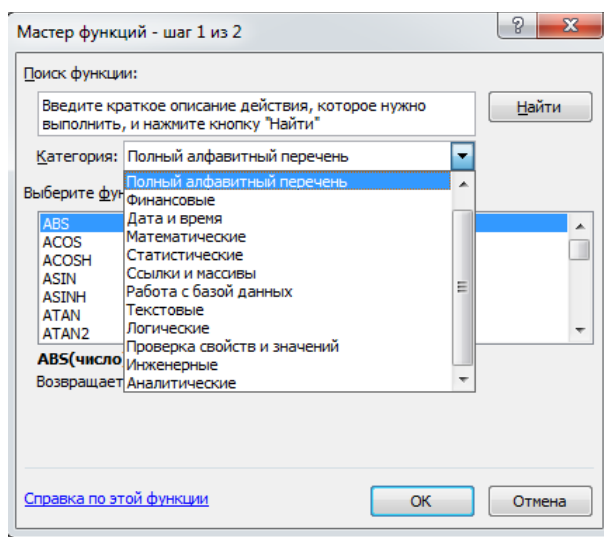 Мастер функций - шаг 1 из 2
Поиск функции:
Введите краткое описание действия, которое нужно
выполнить, и нажмите кнопку "Найти"
Найти
Категория:
Полный алфавитный перечень
Полный алфавитный перечень
Финансовые
Дата и время
Математические
Статистические
Ссылки и массивы
Работа с базой данных
Текстовые
Логические
Проверка свойств и значений
Инженерные
Аналитические
Выберите фун
ABS
ACOS
ACOSH
ASIN
ASINH
ATAN
ATAN2
ABS(число
Возвращает
Справка по этой функции
ОК
Отмена